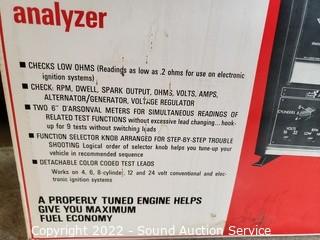 analyzer
CHECKS LOW OHMS (Readings as low as .2 ohms for use on electronic
ignition systems)
CHECK: RPM, DWELL, SPARK OUTPUT, OHMS, VOLTS, AMPS,
ALTERNATOR/GENERATOR, VOLTAGE REGULATOR
TWO 6" D'ARSONVAL METERS FOR SIMULTANEOUS READINGS OF
RELATED TEST FUNCTIONS without excessive lead changing... hook-
up for 9 tests without switching leads
FUNCTION SELECTOR KNOB ARRANGED FOR STEP-BY-STEP TROUBLE
SHOOTING Logical order of selector knob helps you tune-up your
vehicle in recommended sequence
DETACHABLE COLOR CODED TEST LEADS
Works on 4, 6, 8-cylinder, 12 and 24 volt conventional and elec-
tronic ignition systems
A PROPERLY TUNED ENGINE HELPS
GIVE YOU MAXIMUM
FUEL ECONOMY
Copyright 2022 - Sound Auction Service